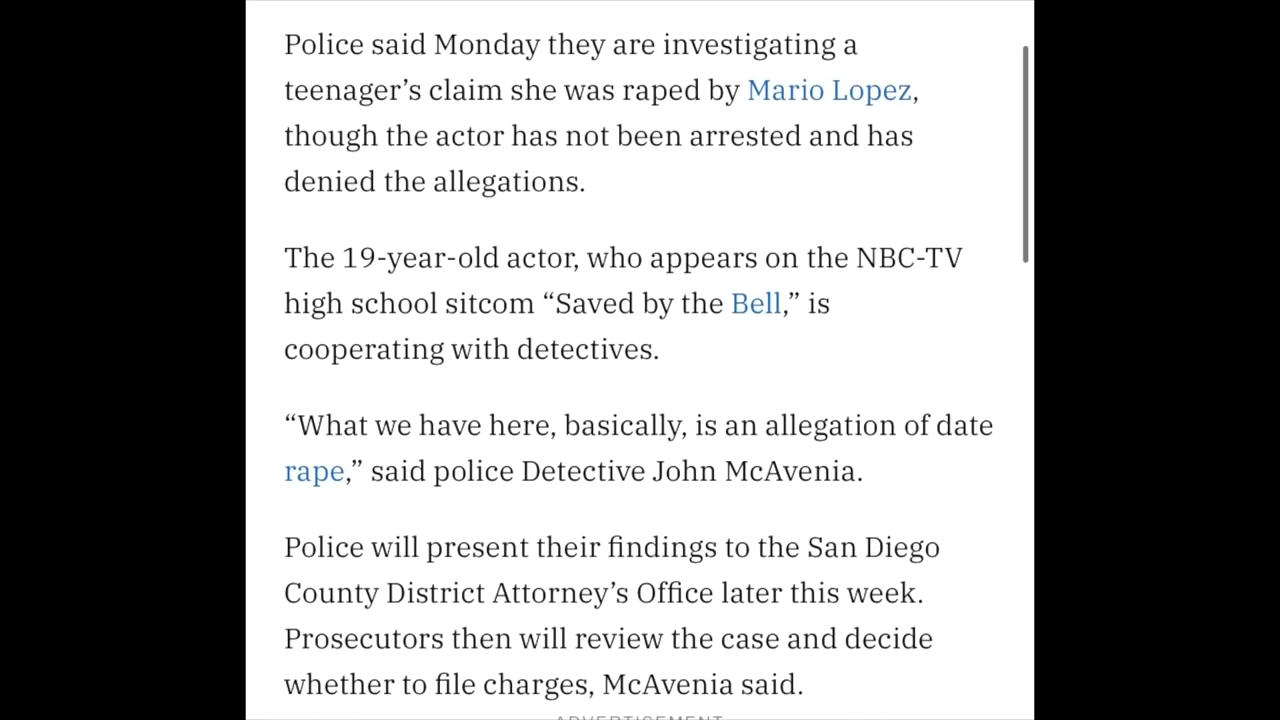 Police said Monday they are investigating a
teenager’s claim she was raped by Mario Lopez,
though the actor has not been arrested and has
denied the allegations.
The 19-year-old actor, who appears on the NBC-TV
high school sitcom “Saved by the Bell,” is
cooperating with detectives.
“What we have here, basically, is an allegation of date
rape,” said police Detective John McAvenia.
Police will present their findings to the San Diego
County District Attorney’s Office later this week.
Prosecutors then will review the case and decide
whether to file charges, McAvenia said.
ADVERTISEMENT